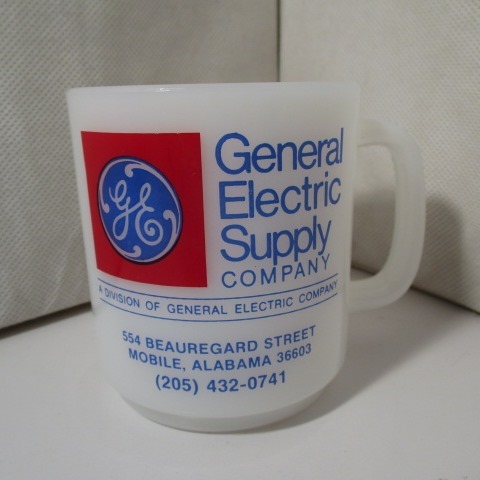 GE
General
Electric
Supply
COMPANY
A DIVISION OF GENERAL ELECTRIC COMPANY
554 BEAUREGARD STREET
MOBILE, ALABAMA 36603
(205) 432-0741